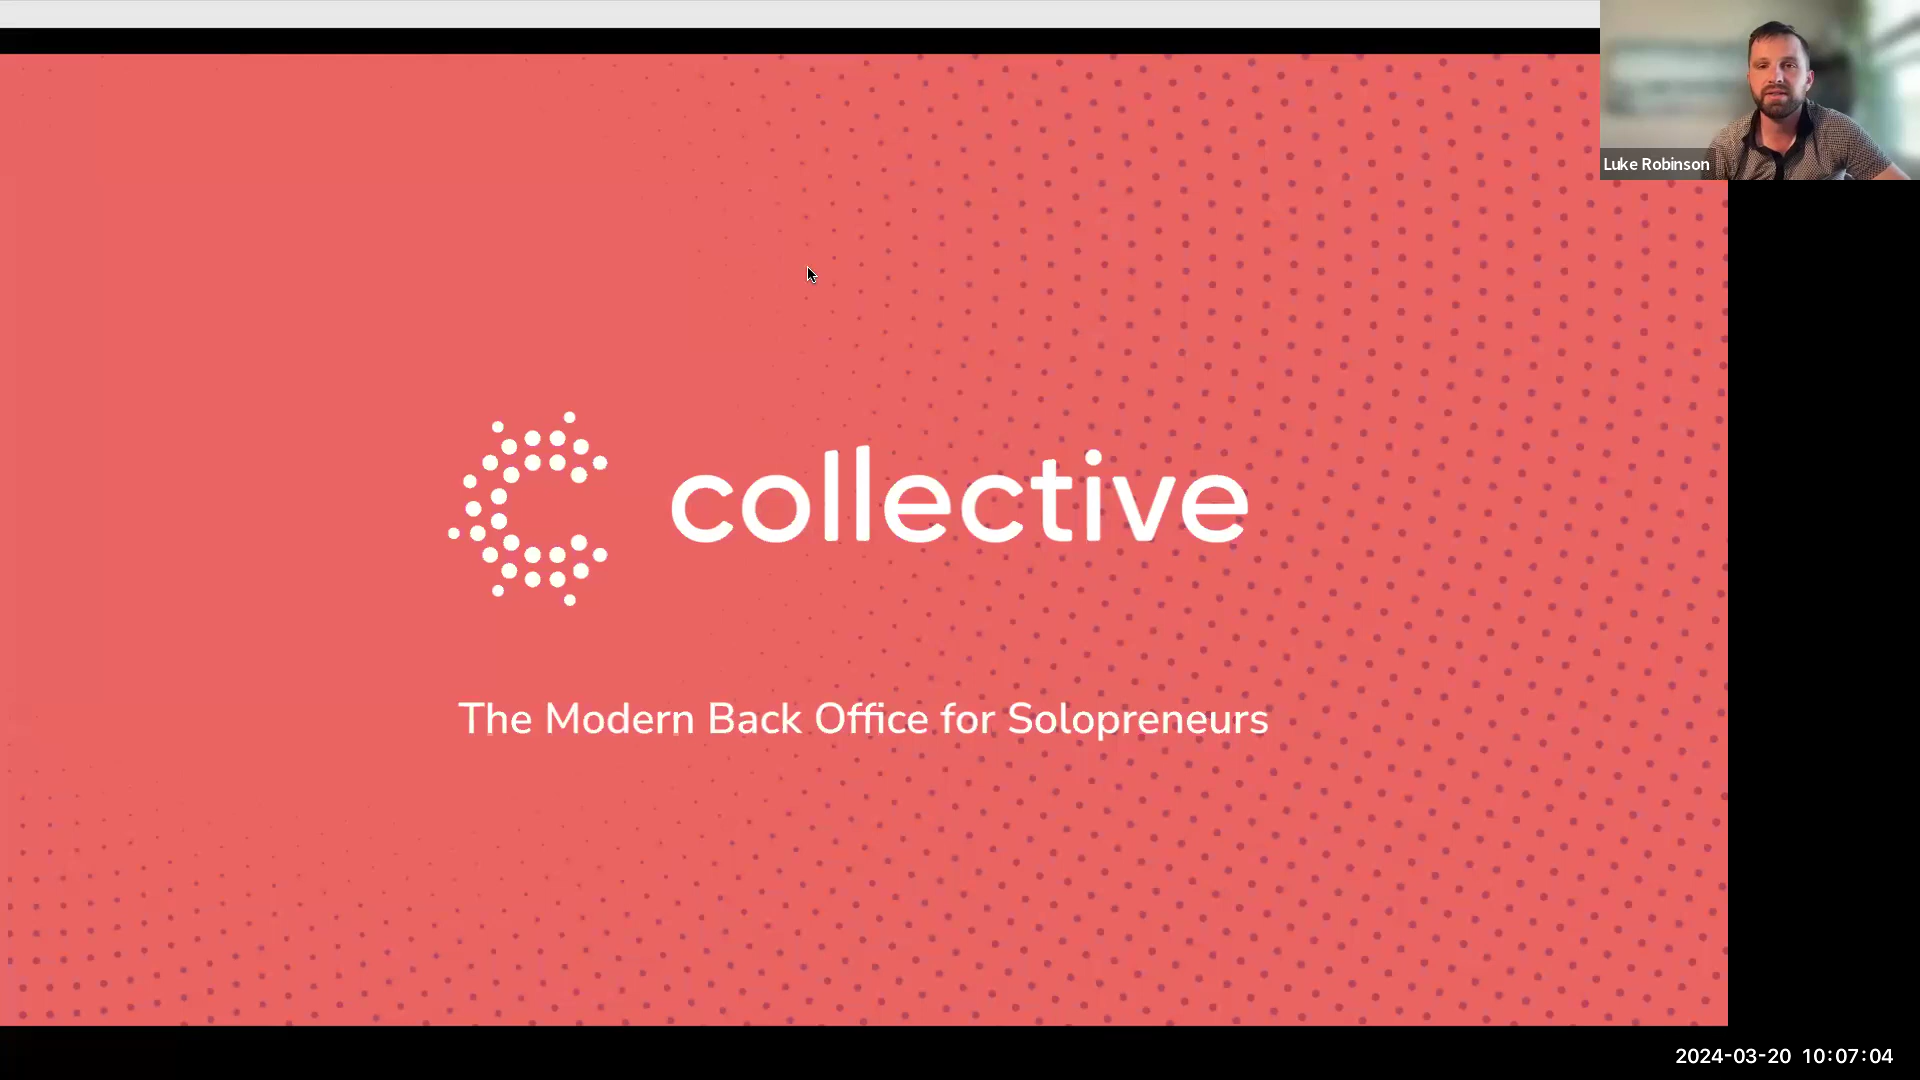 Luke Robinson
collective
The Modern Back Office for Solopreneurs
2024-03-20 10:07:04